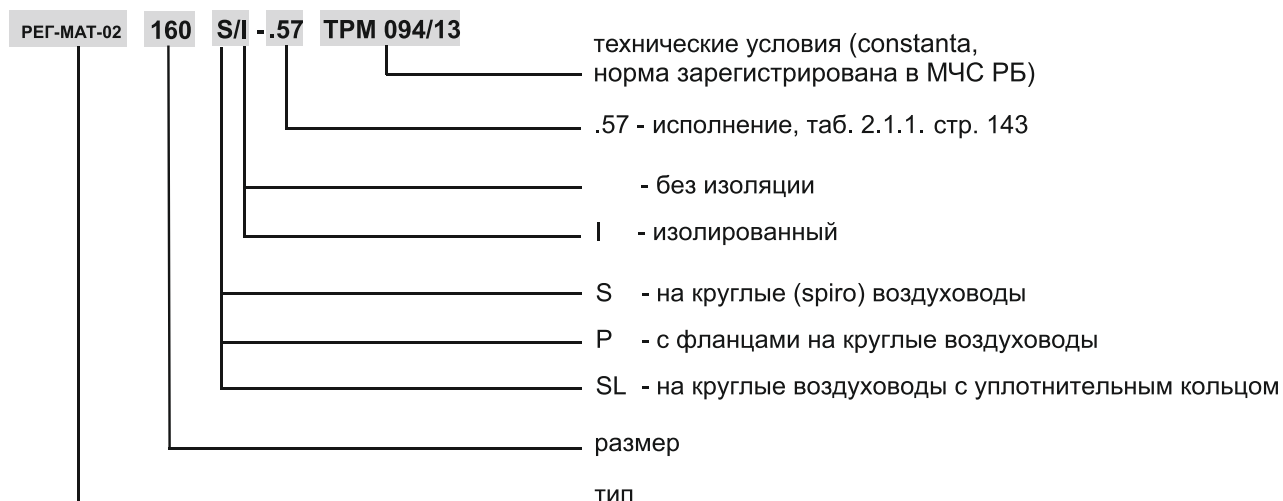 РЕГ-МАТ-02 160 S/I - .57 ТРМ 094/13
технические условия (constanta,
норма зарегистрирована в МЧС РБ)
.57 - исполнение, таб. 2.1.1. стр. 143
- без изоляции
I - изолированный
S - на круглые (spiro) воздуховоды
P - с фланцами на круглые воздуховоды
SL - на круглые воздуховоды с уплотнительным кольцом
размер
тип